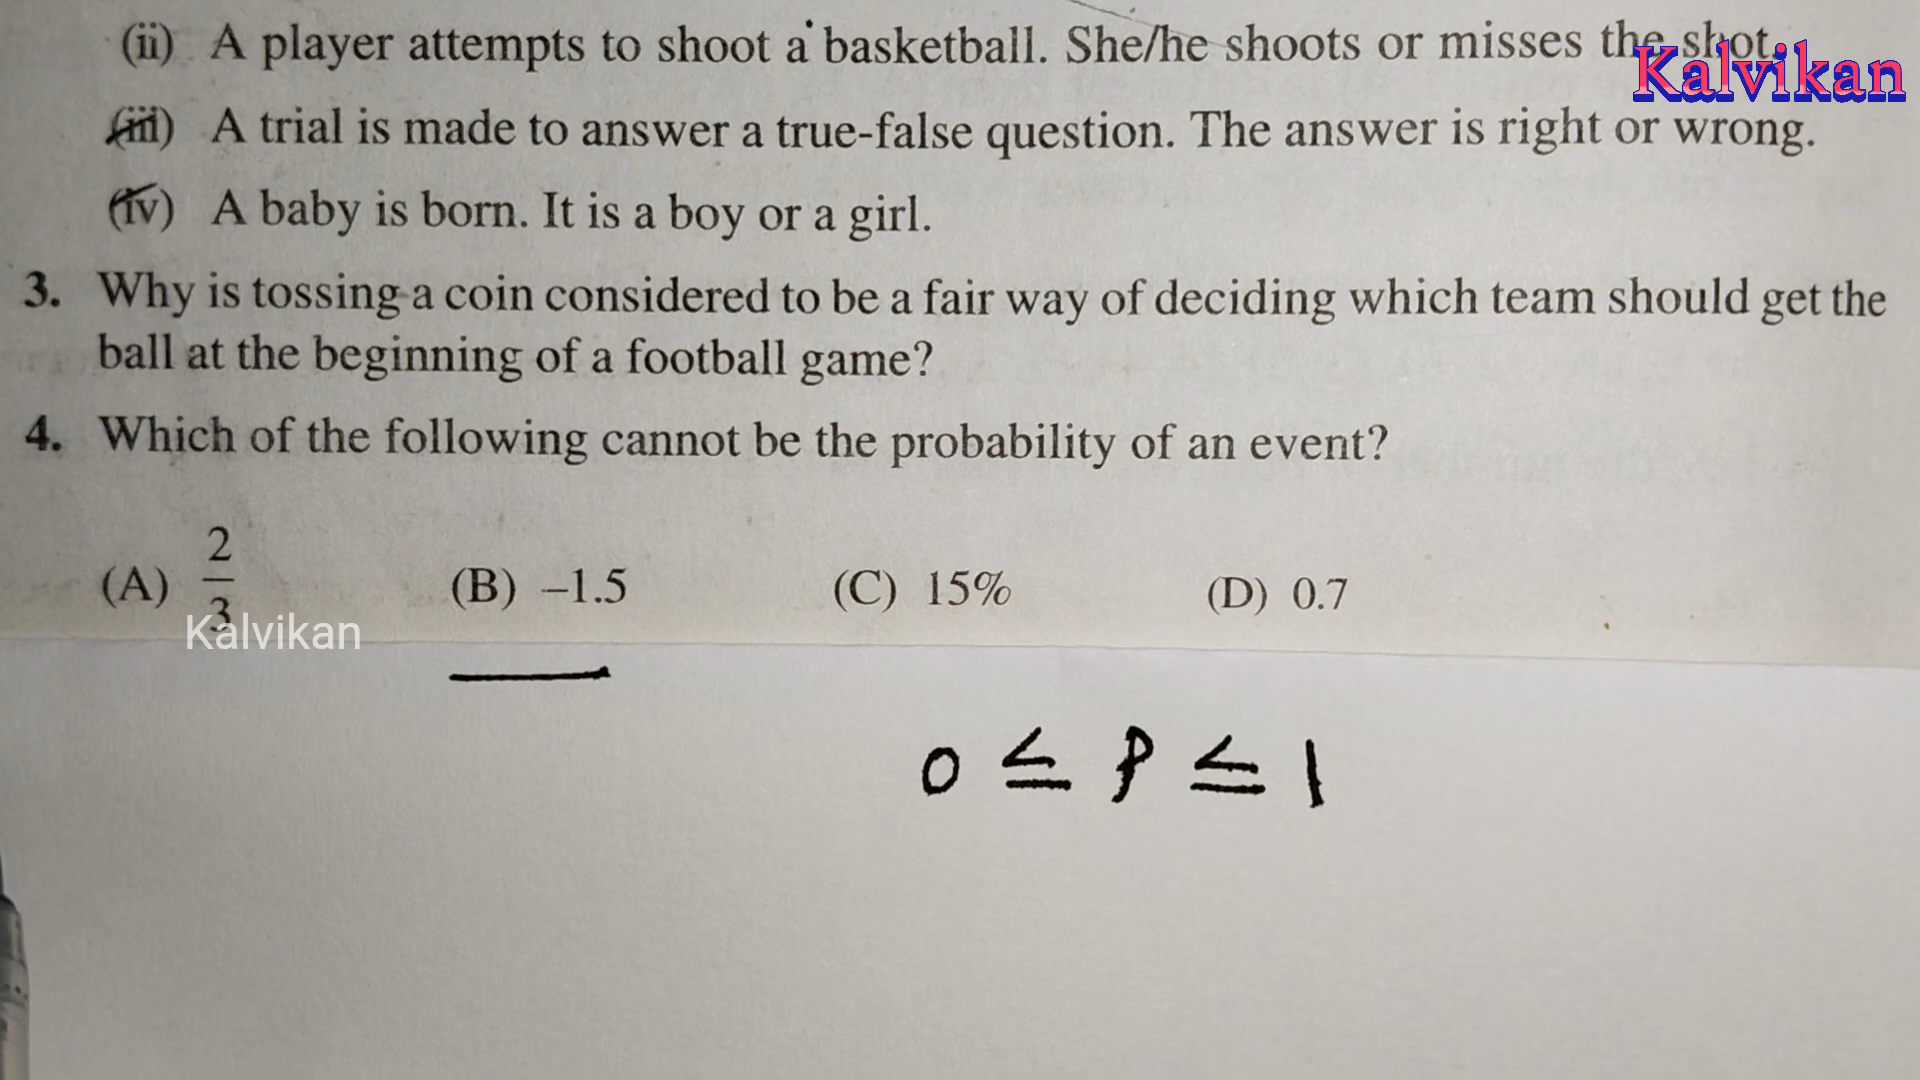 (ii) A player attempts to shoot a basketball. She/he shoots or misses the shot.
Kalvikan
(iii) A trial is made to answer a true-false question. The answer is right or wrong.
(iv) A baby is born. It is a boy or a girl.
3. Why is tossing a coin considered to be a fair way of deciding which team should get the
ball at the beginning of a football game?
4. Which of the following cannot be the probability of an event?
(A) 2/3 (B) –1.5 (C) 15% (D) 0.7
Kalvikan
0 ≤ P ≤ 1